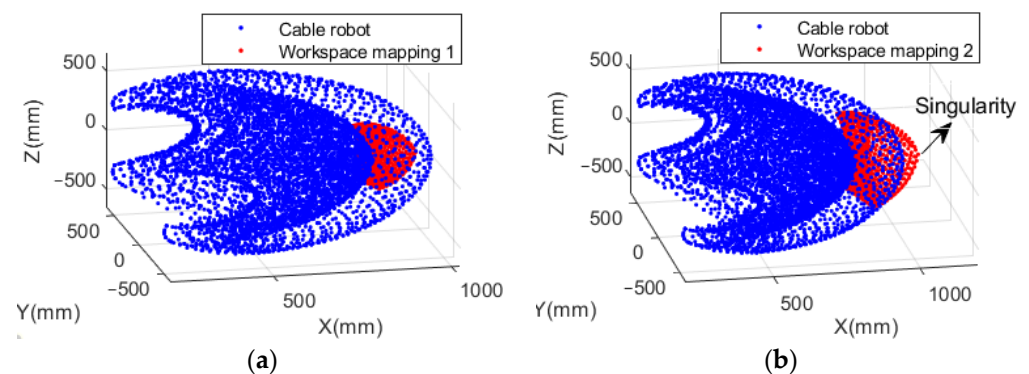 Cable robot
Workspace mapping 1
500
0
−500
Z(mm)
500
0
−500
Y(mm)
500
1000
X(mm)
(a)
Cable robot
Workspace mapping 2
Singularity
500
0
−500
Z(mm)
500
0
−500
Y(mm)
500
1000
X(mm)
(b)